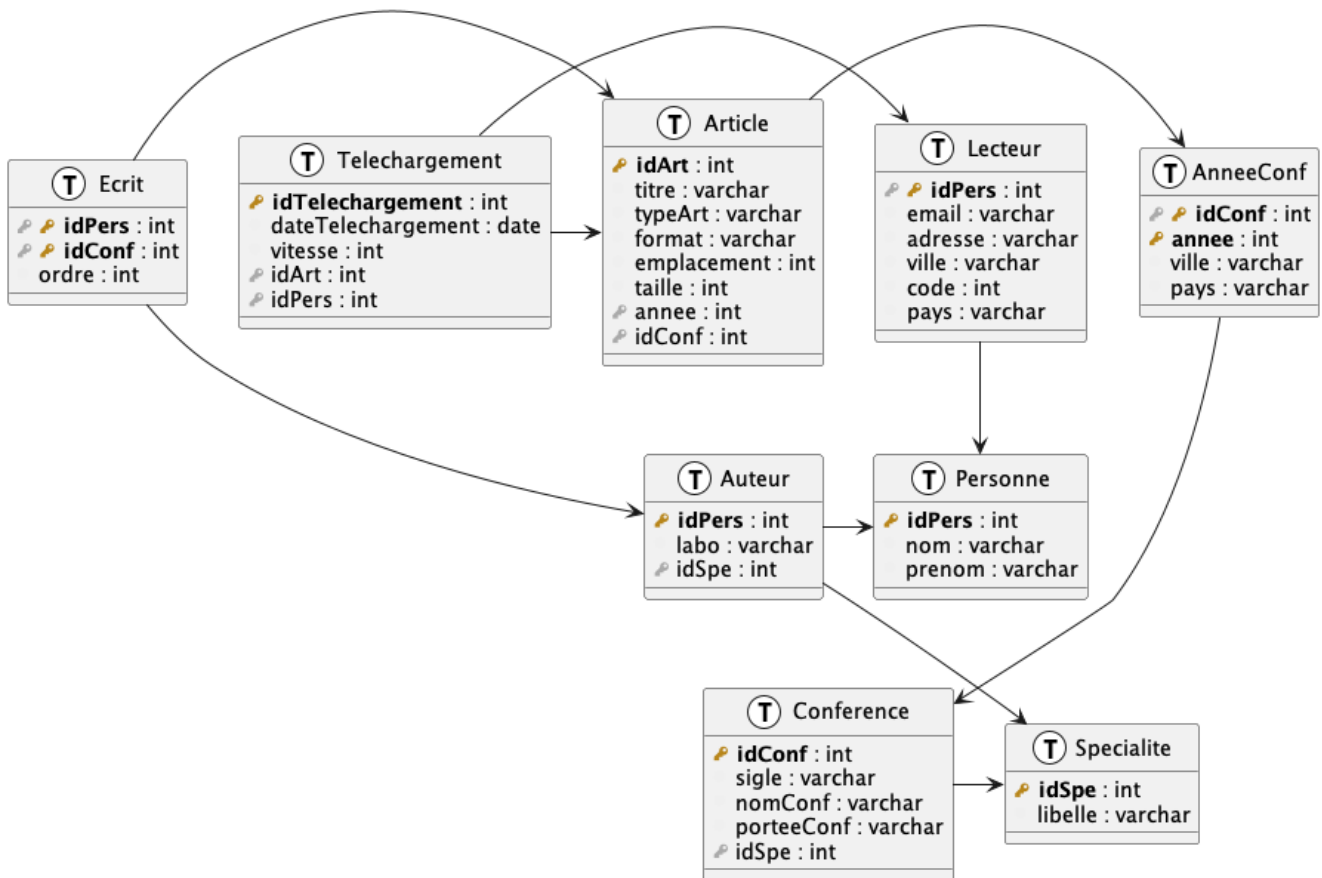 T Ecrit
idPers : int
idConf : int
ordre : int
T Telechargement
idTelechargement : int
dateTelechargement : date
vitesse : int
idArt : int
idPers : int
T Article
idArt : int
titre : varchar
typeArt : varchar
format : varchar
emplacement : int
taille : int
annee : int
idConf : int
T Lecteur
idPers : int
email : varchar
adresse : varchar
ville : varchar
code : int
pays : varchar
T AnneeConf
idConf : int
annee : int
ville : varchar
pays : varchar
T Auteur
idPers : int
labo : varchar
idSpe : int
T Personne
idPers : int
nom : varchar
prenom : varchar
T Conference
idConf : int
sigle : varchar
nomConf : varchar
porteeConf : varchar
idSpe : int
T Specialite
idSpe : int
libelle : varchar